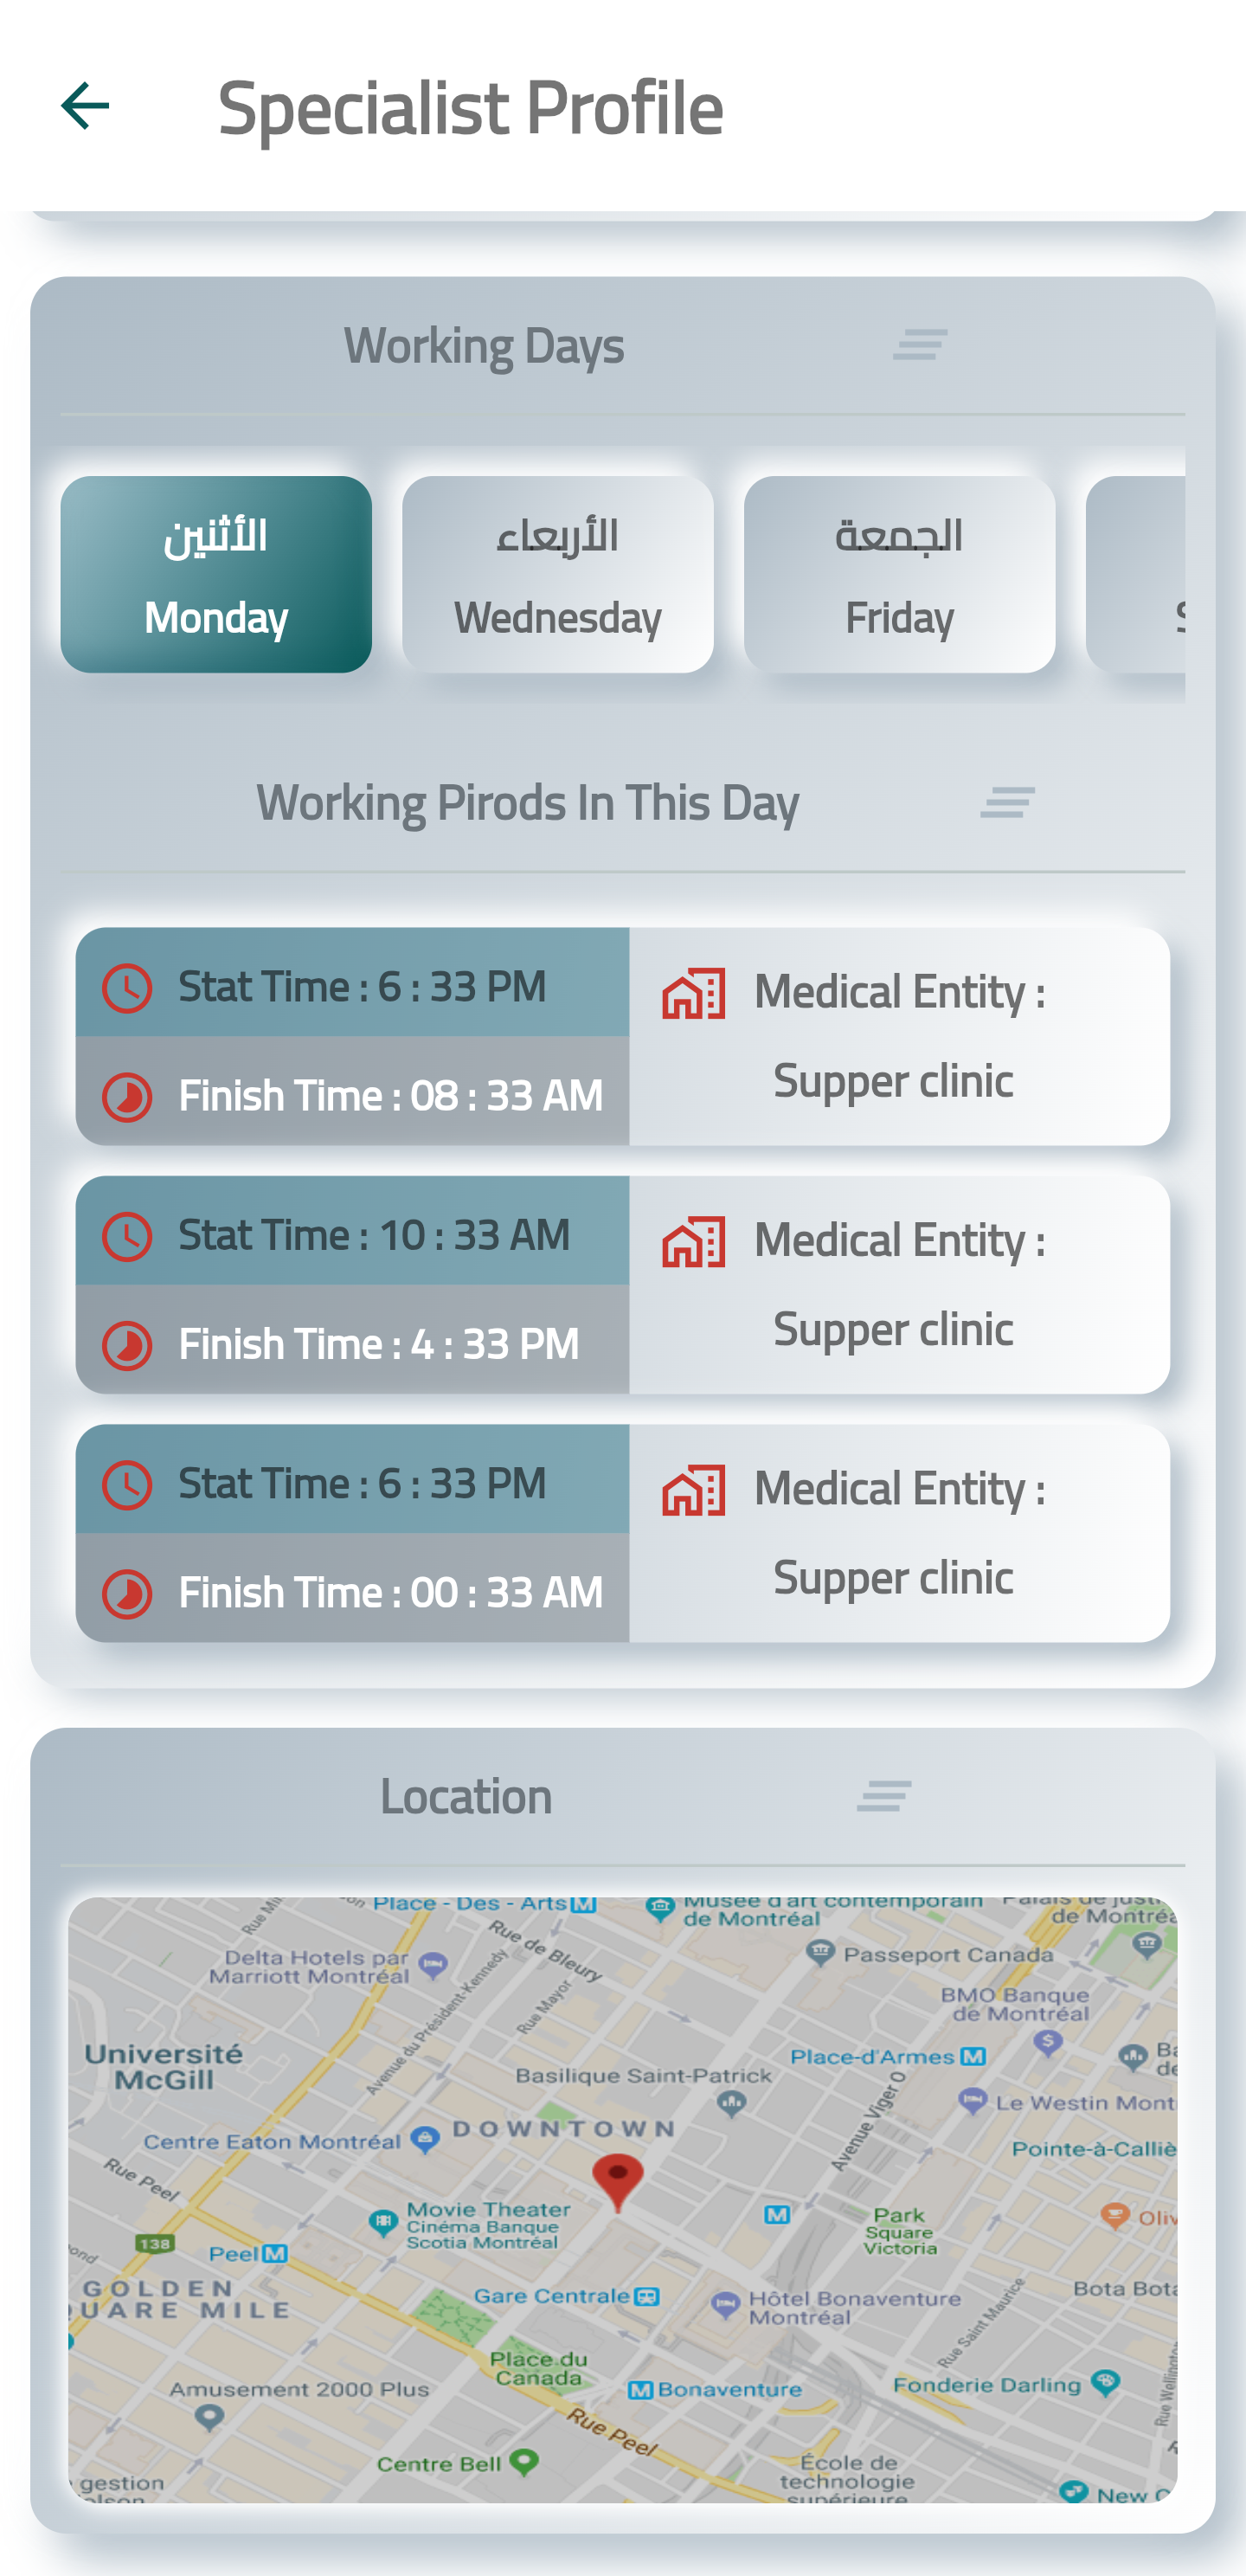 Specialist Profile
Working Days
الأثنين
Monday
الأربعاء
Wednesday
الجمعة
Friday
Working Pirods In This Day
Stat Time : 6 : 33 PM
Finish Time : 08 : 33 AM
Medical Entity :
Supper clinic
Stat Time : 10 : 33 AM
Finish Time : 4 : 33 PM
Medical Entity :
Supper clinic
Stat Time : 6 : 33 PM
Finish Time : 00 : 33 AM
Medical Entity :
Supper clinic
Location
Place - Des - Arts M
Musée d'art contemporain
de Montréal
Palais de justi
de Montréa
Rue de Bleury
Delta Hotels par
Marriott Montréal
Passeport Canada
Avenue du Président-Kennedy
Rue Mayor
BMO Banque
de Montréal
Université
McGill
Place-d'Armes M
Basilique Saint-Patrick
Avenue Viger O
Le Westin Mont
DOWNTOWN
Centre Eaton Montréal
Pointe-à-Calliè
Rue Peel
Movie Theater
Cinéma Banque
Scotia Montréal
M
Park
Square
Victoria
Oliv
138
Peel M
GOLDEN
UARE MILE
Gare Centrale
Hôtel Bonaventure
Montréal
Rue Saint Maurice
Bota Bota
Place du
Canada
Amusement 2000 Plus
M Bonaventure
Fonderie Darling
Rue Wellington
Rue Peel
Centre Bell
École de
technologie
supérieure
gestion
olson
New C